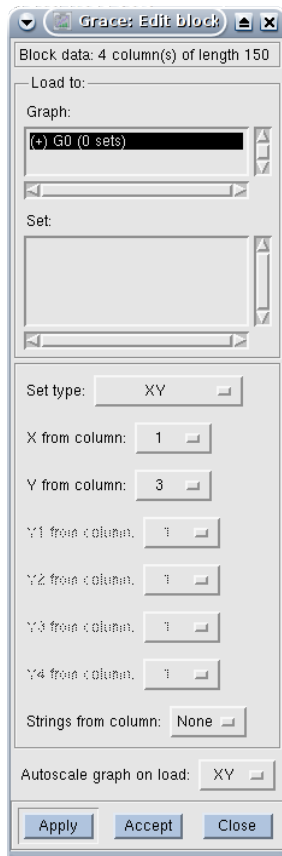 Grace: Edit block
Block data: 4 column(s) of length 150
Load to:
Graph:
(+) G0 (0 sets)
Set:
Set type: XY
X from column: 1
Y from column: 3
Y1 from column: 1
Y2 from column: 1
Y3 from column: 1
Y4 from column: 1
Strings from column: None
Autoscale graph on load: XY
Apply Accept Close